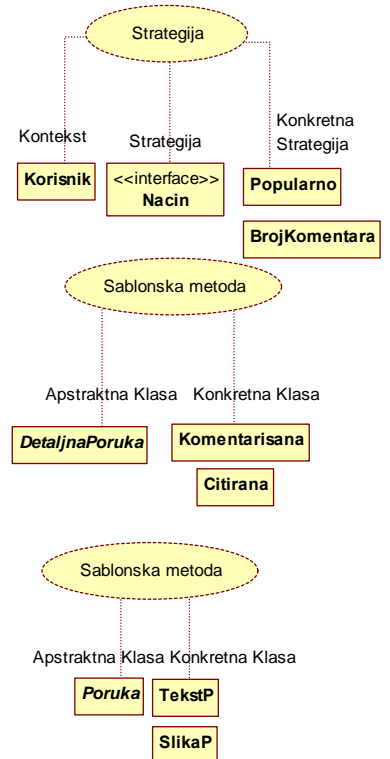 Strategija
Kontekst
Strategija
Konkretna
Strategija
Korisnik
<<interface>>
Nacin
Popularno
BrojKomentara
Sablonska metoda
Apstraktna Klasa
Konkretna Klasa
DetaljnaPoruka
Komentarisana
Citirana
Sablonska metoda
Apstraktna Klasa
Konkretna Klasa
Poruka
TekstP
SlikaP